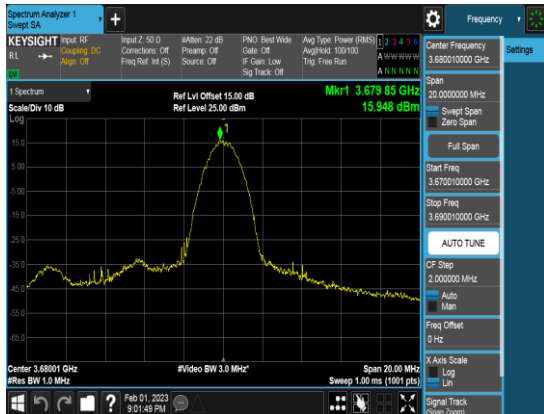 Spectrum Analyzer 1
Swept SA
+
Frequency
KEYSIGHT
RL
Input: RF
Coupling: DC
Align: Off
Input Z: 50 Ω
Corrections: Off
Freq Ref: Int (S)
#Atten: 22 dB
Preamp: Off
Source: Off
PNO: Best Wide
Gate: Off
IF Gain: Low
Sig Track: Off
Avg Type: Power (RMS)
Avg|Hold: 100/100
Trig: Free Run
1 2 3 4 5 6
A W W W W W
A N N N N N
1 Spectrum
Scale/Div 10 dB
Ref Lvl Offset 15.00 dB
Ref Level 25.00 dBm
Mkr1 3.679 85 GHz
15.948 dBm
Log
1
15.0
5.00
-5.00
-15.0
-25.0
-35.0
-45.0
-55.0
-65.0
Center 3.68001 GHz
#Res BW 1.0 MHz
#Video BW 3.0 MHz*
Span 20.00 MHz
Sweep 1.00 ms (1001 pts)
Feb 01, 2023
9:01:49 PM
?
Center Frequency
3.680010000 GHz
Settings
Span
20.0000000 MHz
Swept Span
Zero Span
Full Span
Start Freq
3.670010000 GHz
Stop Freq
3.690010000 GHz
AUTO TUNE
CF Step
2.000000 MHz
Auto
Man
Freq Offset
0 Hz
X Axis Scale
Log
Lin
Signal Track
(Span Zoom)